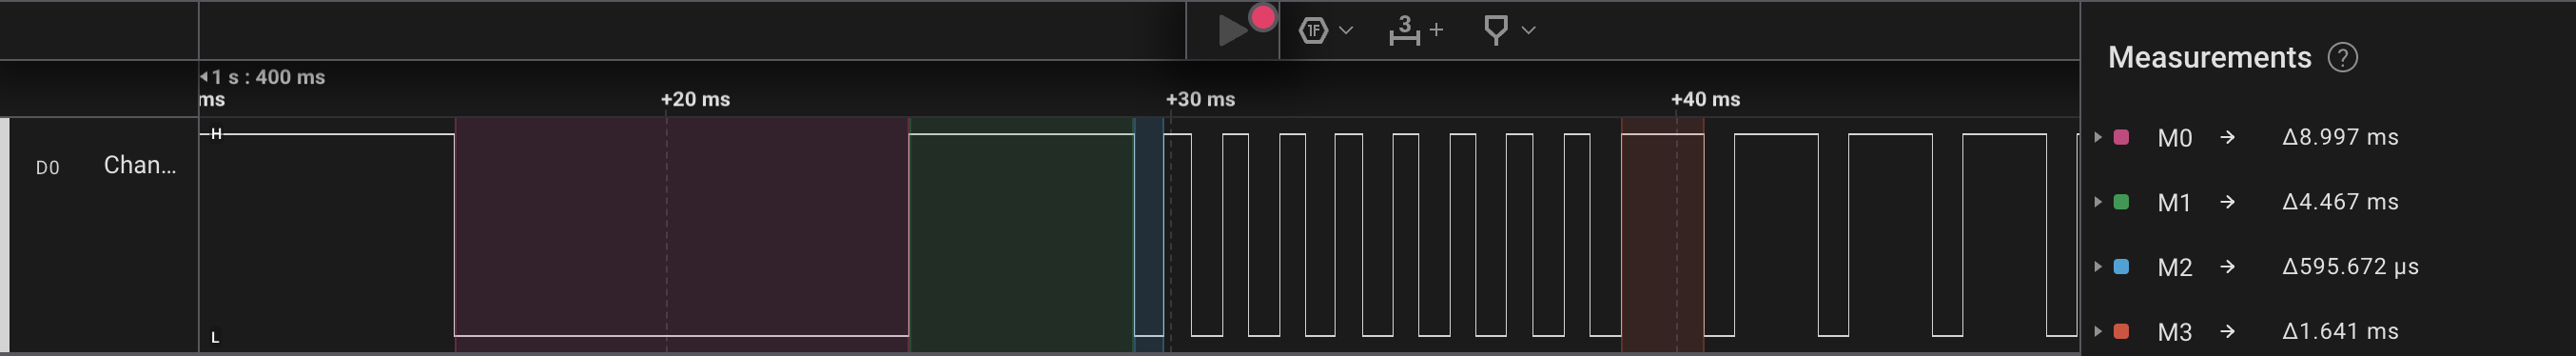 1F
3
+
1 s : 400 ms
ms
+20 ms
+30 ms
+40 ms
Measurements ?
D0 Chan...
H
L
M0 → Δ8.997 ms
M1 → Δ4.467 ms
M2 → Δ595.672 μs
M3 → Δ1.641 ms